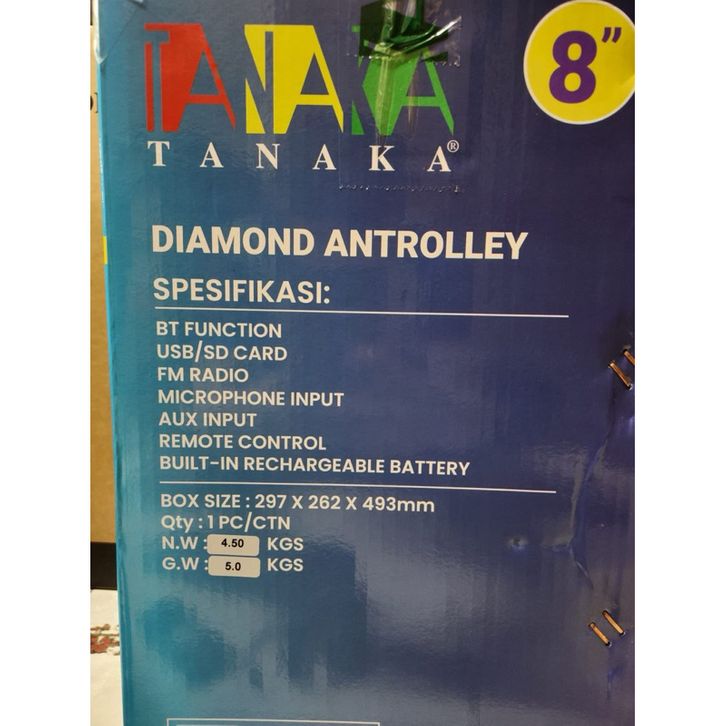 TANAKA
8"
TANAKA®
DIAMOND ANTROLLEY
SPESIFIKASI:
BT FUNCTION
USB/SD CARD
FM RADIO
MICROPHONE INPUT
AUX INPUT
REMOTE CONTROL
BUILT-IN RECHARGEABLE BATTERY
BOX SIZE : 297 X 262 X 493mm
Qty : 1 PC/CTN
N.W : 4.50 KGS
G.W : 5.0 KGS